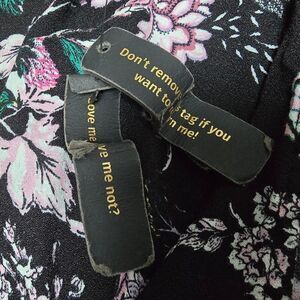 Don't remov
want to
tag if you
n me!
ove me
ve me not?